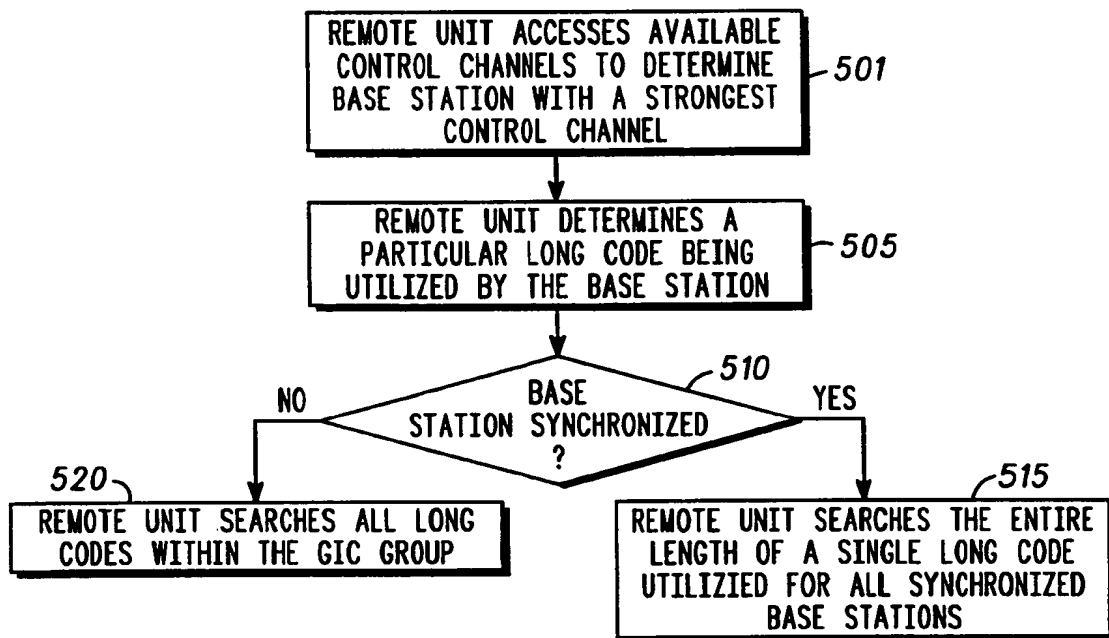 REMOTE UNIT ACCESSES AVAILABLE
CONTROL CHANNELS TO DETERMINE
BASE STATION WITH A STRONGEST
CONTROL CHANNEL
501
REMOTE UNIT DETERMINES A
PARTICULAR LONG CODE BEING
UTILIZED BY THE BASE STATION
505
510
BASE
STATION SYNCHRONIZED
?
NO
YES
520
REMOTE UNIT SEARCHES ALL LONG
CODES WITHIN THE GIC GROUP
515
REMOTE UNIT SEARCHES THE ENTIRE
LENGTH OF A SINGLE LONG CODE
UTILIZIED FOR ALL SYNCHRONIZED
BASE STATIONS